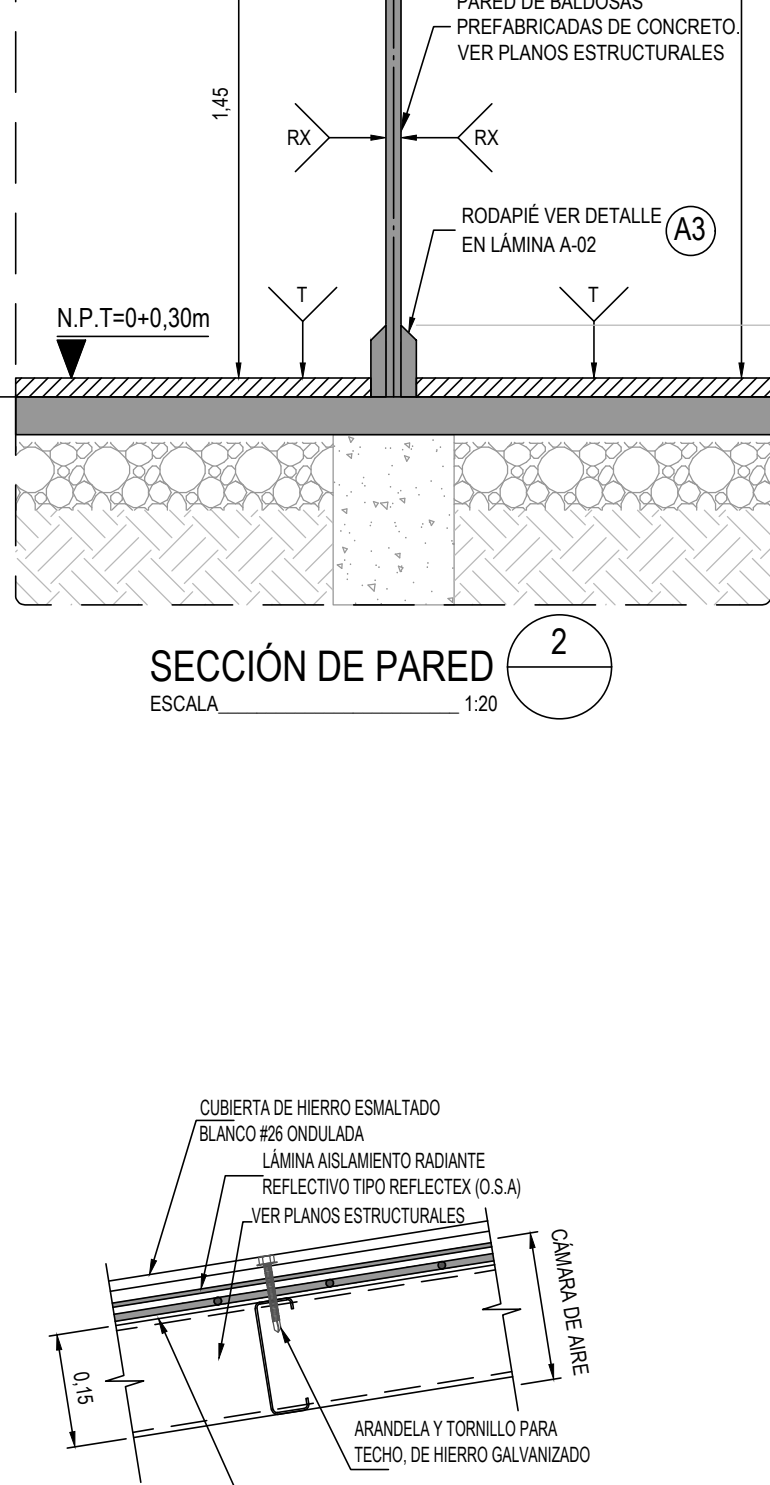 PARED DE BALDOSAS
PREFABRICADAS DE CONCRETO.
VER PLANOS ESTRUCTURALES
1,45
RX
RX
RODAPIÉ VER DETALLE
EN LÁMINA A-02
A3
T
T
N.P.T=0+0,30m
SECCIÓN DE PARED
2
ESCALA________________________ 1:20
CUBIERTA DE HIERRO ESMALTADO
BLANCO #26 ONDULADA
LÁMINA AISLAMIENTO RADIANTE
REFLECTIVO TIPO REFLECTEX (O.S.A)
VER PLANOS ESTRUCTURALES
CÁMARA DE AIRE
0,15
ARANDELA Y TORNILLO PARA
TECHO, DE HIERRO GALVANIZADO